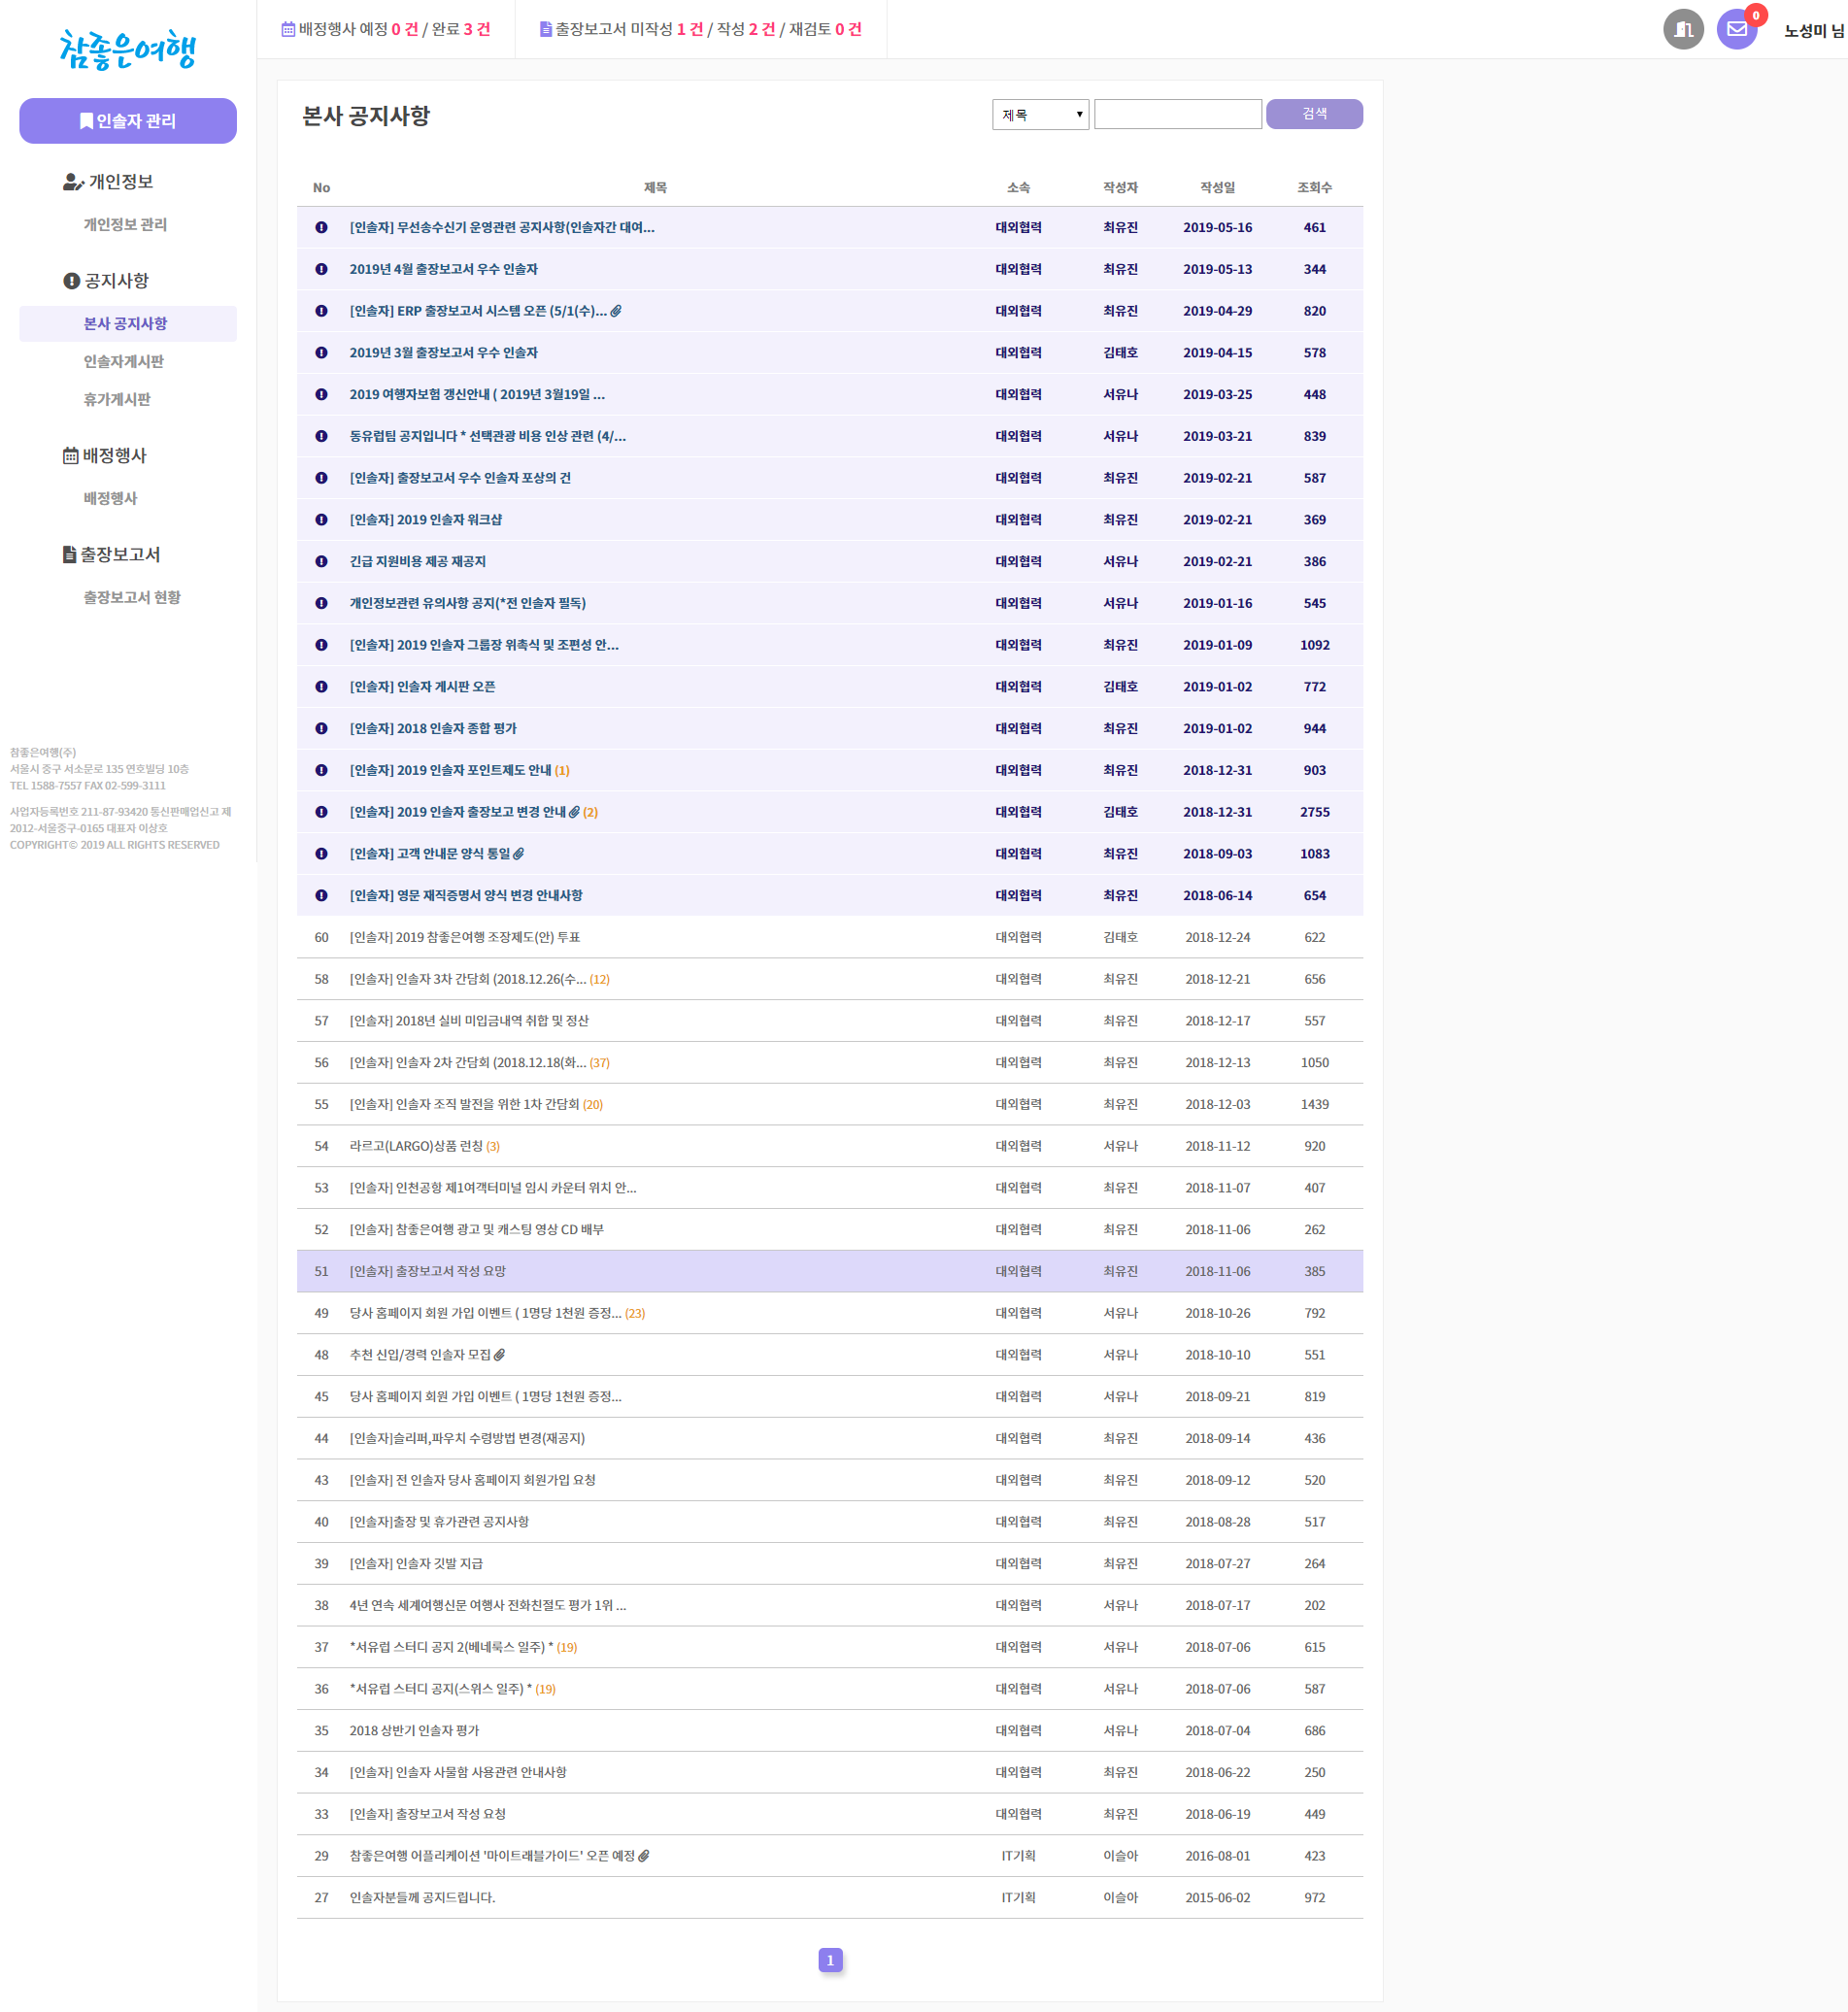 참좋은여행
인솔자 관리
개인정보
개인정보 관리
공지사항
본사 공지사항
인솔자게시판
휴가게시판
배정행사
배정행사
출장보고서
출장보고서 현황
참좋은여행(주)
서울시 중구 서소문로 135 연호빌딩 10층
TEL 1588-7557 FAX 02-599-3111
사업자등록번호 211-87-93420 통신판매업신고 제
2012-서울중구-0165 대표자 이상호
COPYRIGHT© 2019 ALL RIGHTS RESERVED
배정행사 예정 0 건 / 완료 3 건
출장보고서 미작성 1 건 / 작성 2 건 / 재검토 0 건
0
노성미 님
본사 공지사항
제목 ▼
검색
No 제목 소속 작성자 작성일 조회수
[인솔자] 무선송수신기 운영관련 공지사항(인솔자간 대여... 대외협력 최유진 2019-05-16 461
2019년 4월 출장보고서 우수 인솔자 대외협력 최유진 2019-05-13 344
[인솔자] ERP 출장보고서 시스템 오픈 (5/1(수)... 대외협력 최유진 2019-04-29 820
2019년 3월 출장보고서 우수 인솔자 대외협력 김태호 2019-04-15 578
2019 여행자보험 갱신안내 ( 2019년 3월19일 ... 대외협력 서유나 2019-03-25 448
동유럽팀 공지입니다 * 선택관광 비용 인상 관련 (4/... 대외협력 서유나 2019-03-21 839
[인솔자] 출장보고서 우수 인솔자 포상의 건 대외협력 최유진 2019-02-21 587
[인솔자] 2019 인솔자 워크샵 대외협력 최유진 2019-02-21 369
긴급 지원비용 제공 재공지 대외협력 서유나 2019-02-21 386
개인정보관련 유의사항 공지(*전 인솔자 필독) 대외협력 서유나 2019-01-16 545
[인솔자] 2019 인솔자 그룹장 위촉식 및 조편성 안... 대외협력 최유진 2019-01-09 1092
[인솔자] 인솔자 게시판 오픈 대외협력 김태호 2019-01-02 772
[인솔자] 2018 인솔자 종합 평가 대외협력 최유진 2019-01-02 944
[인솔자] 2019 인솔자 포인트제도 안내 (1) 대외협력 최유진 2018-12-31 903
[인솔자] 2019 인솔자 출장보고 변경 안내 (2) 대외협력 김태호 2018-12-31 2755
[인솔자] 고객 안내문 양식 통일 대외협력 최유진 2018-09-03 1083
[인솔자] 영문 재직증명서 양식 변경 안내사항 대외협력 최유진 2018-06-14 654
60 [인솔자] 2019 참좋은여행 조장제도(안) 투표 대외협력 김태호 2018-12-24 622
58 [인솔자] 인솔자 3차 간담회 (2018.12.26(수... (12) 대외협력 최유진 2018-12-21 656
57 [인솔자] 2018년 실비 미입금내역 취합 및 정산 대외협력 최유진 2018-12-17 557
56 [인솔자] 인솔자 2차 간담회 (2018.12.18(화... (37) 대외협력 최유진 2018-12-13 1050
55 [인솔자] 인솔자 조직 발전을 위한 1차 간담회 (20) 대외협력 최유진 2018-12-03 1439
54 라르고(LARGO)상품 런칭 (3) 대외협력 서유나 2018-11-12 920
53 [인솔자] 인천공항 제1여객터미널 임시 카운터 위치 안... 대외협력 최유진 2018-11-07 407
52 [인솔자] 참좋은여행 광고 및 캐스팅 영상 CD 배부 대외협력 최유진 2018-11-06 262
51 [인솔자] 출장보고서 작성 요망 대외협력 최유진 2018-11-06 385
49 당사 홈페이지 회원 가입 이벤트 ( 1명당 1천원 증정... (23) 대외협력 서유나 2018-10-26 792
48 추천 신입/경력 인솔자 모집 대외협력 서유나 2018-10-10 551
45 당사 홈페이지 회원 가입 이벤트 ( 1명당 1천원 증정... 대외협력 서유나 2018-09-21 819
44 [인솔자]슬리퍼,파우치 수령방법 변경(재공지) 대외협력 최유진 2018-09-14 436
43 [인솔자] 전 인솔자 당사 홈페이지 회원가입 요청 대외협력 최유진 2018-09-12 520
40 [인솔자]출장 및 휴가관련 공지사항 대외협력 최유진 2018-08-28 517
39 [인솔자] 인솔자 깃발 지급 대외협력 최유진 2018-07-27 264
38 4년 연속 세계여행신문 여행사 전화친절도 평가 1위 ... 대외협력 서유나 2018-07-17 202
37 *서유럽 스터디 공지 2(베네룩스 일주) * (19) 대외협력 서유나 2018-07-06 615
36 *서유럽 스터디 공지(스위스 일주) * (19) 대외협력 서유나 2018-07-06 587
35 2018 상반기 인솔자 평가 대외협력 서유나 2018-07-04 686
34 [인솔자] 인솔자 사물함 사용관련 안내사항 대외협력 최유진 2018-06-22 250
33 [인솔자] 출장보고서 작성 요청 대외협력 최유진 2018-06-19 449
29 참좋은여행 어플리케이션 '마이트래블가이드' 오픈 예정 IT기획 이슬아 2016-08-01 423
27 인솔자분들께 공지드립니다. IT기획 이슬아 2015-06-02 972
1